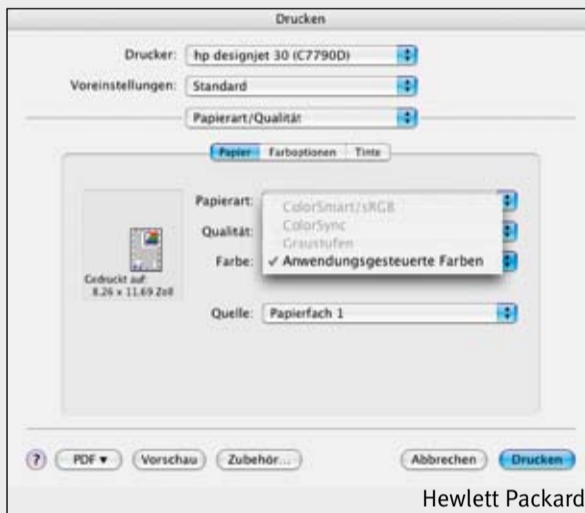 Drucken
Drucker: hp designjet 30 (C7790D)
Voreinstellungen: Standard
Papierart/Qualität
Papier Farboptionen Tinte
Papierart:
ColorSmart/sRGB
ColorSync
Qualität:
Graustufen
Farbe: ✓ Anwendungsgesteuerte Farben
Gedruckt auf:
8.26 x 11.69 Zoll
Quelle: Papierfach 1
? PDF ▾ Vorschau Zubehör... Abbrechen Drucken
Hewlett Packard